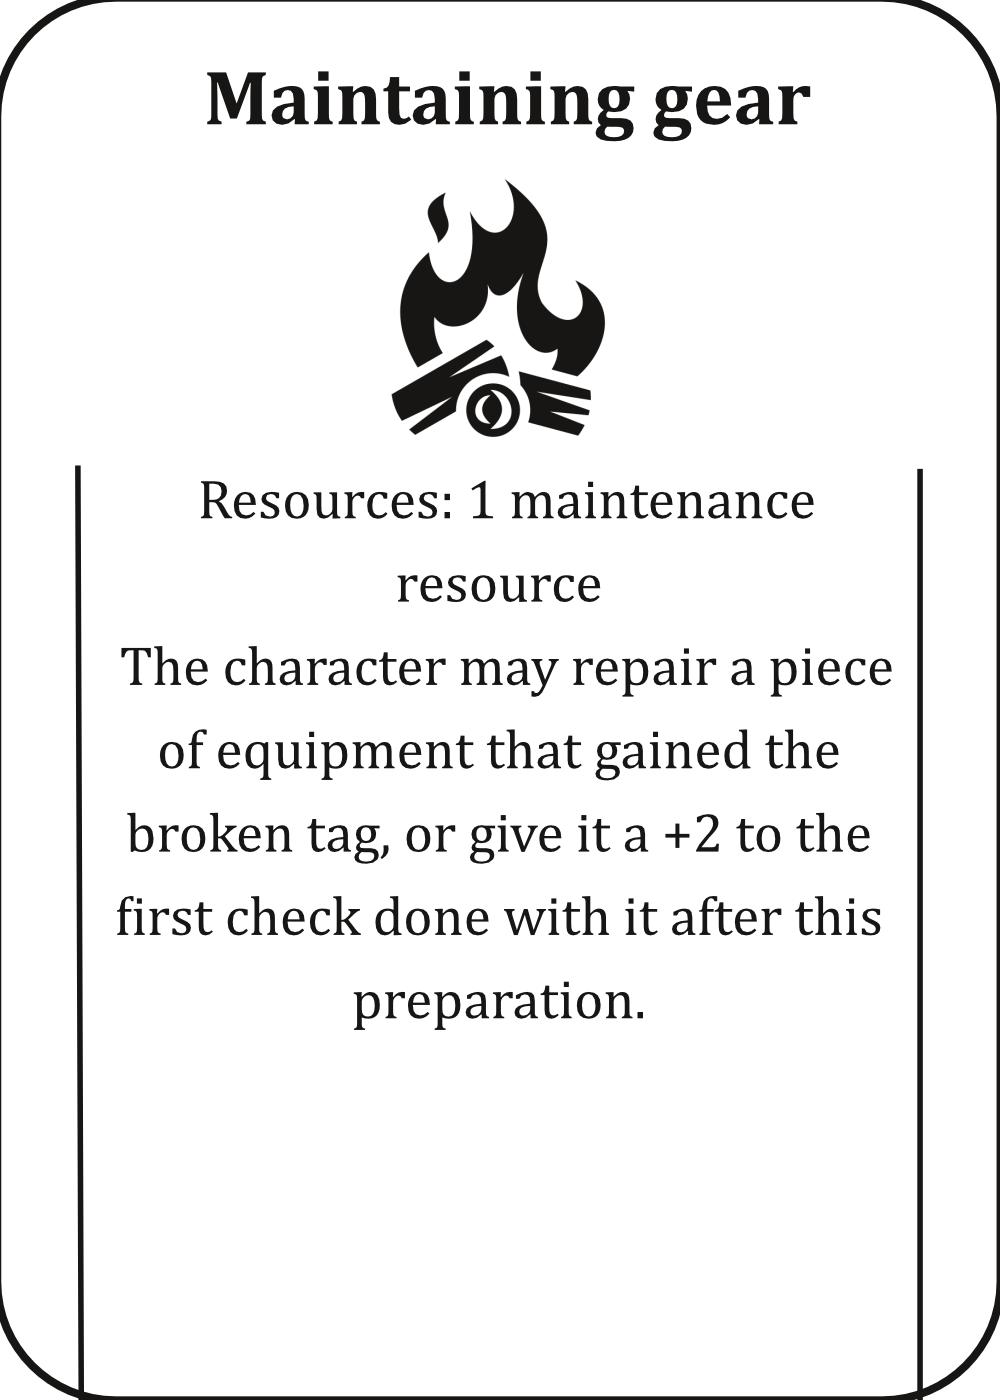 Maintaining gear
Resources: 1 maintenance
resource
The character may repair a piece
of equipment that gained the
broken tag, or give it a +2 to the
first check done with it after this
preparation.